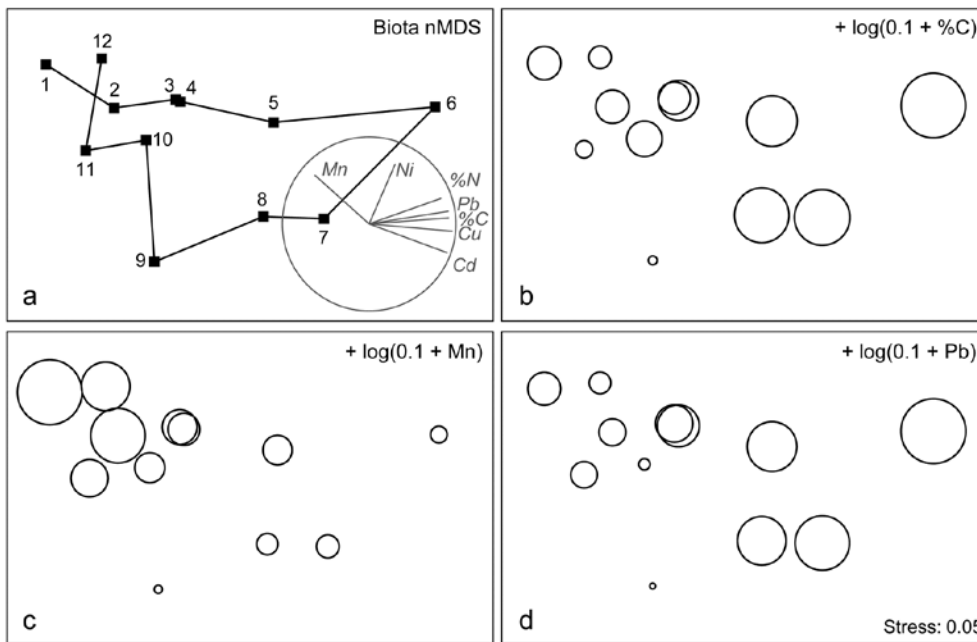 Biota nMDS
12
1
2
3
4
5
6
11
10
Mn
Ni
%N
Pb
%C
Cu
Cd
8
7
9
a
+ log(0.1 + %C)
b
+ log(0.1 + Mn)
c
+ log(0.1 + Pb)
d
Stress: 0.05